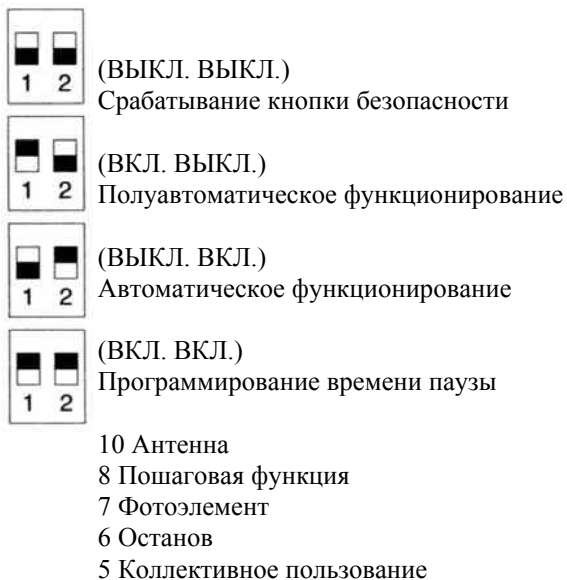 1 2
(ВЫКЛ. ВЫКЛ.)
Срабатывание кнопки безопасности
1 2
(ВКЛ. ВЫКЛ.)
Полуавтоматическое функционирование
1 2
(ВЫКЛ. ВКЛ.)
Автоматическое функционирование
1 2
(ВКЛ. ВКЛ.)
Программирование времени паузы
10 Антенна
8 Пошаговая функция
7 Фотоэлемент
6 Останов
5 Коллективное пользование